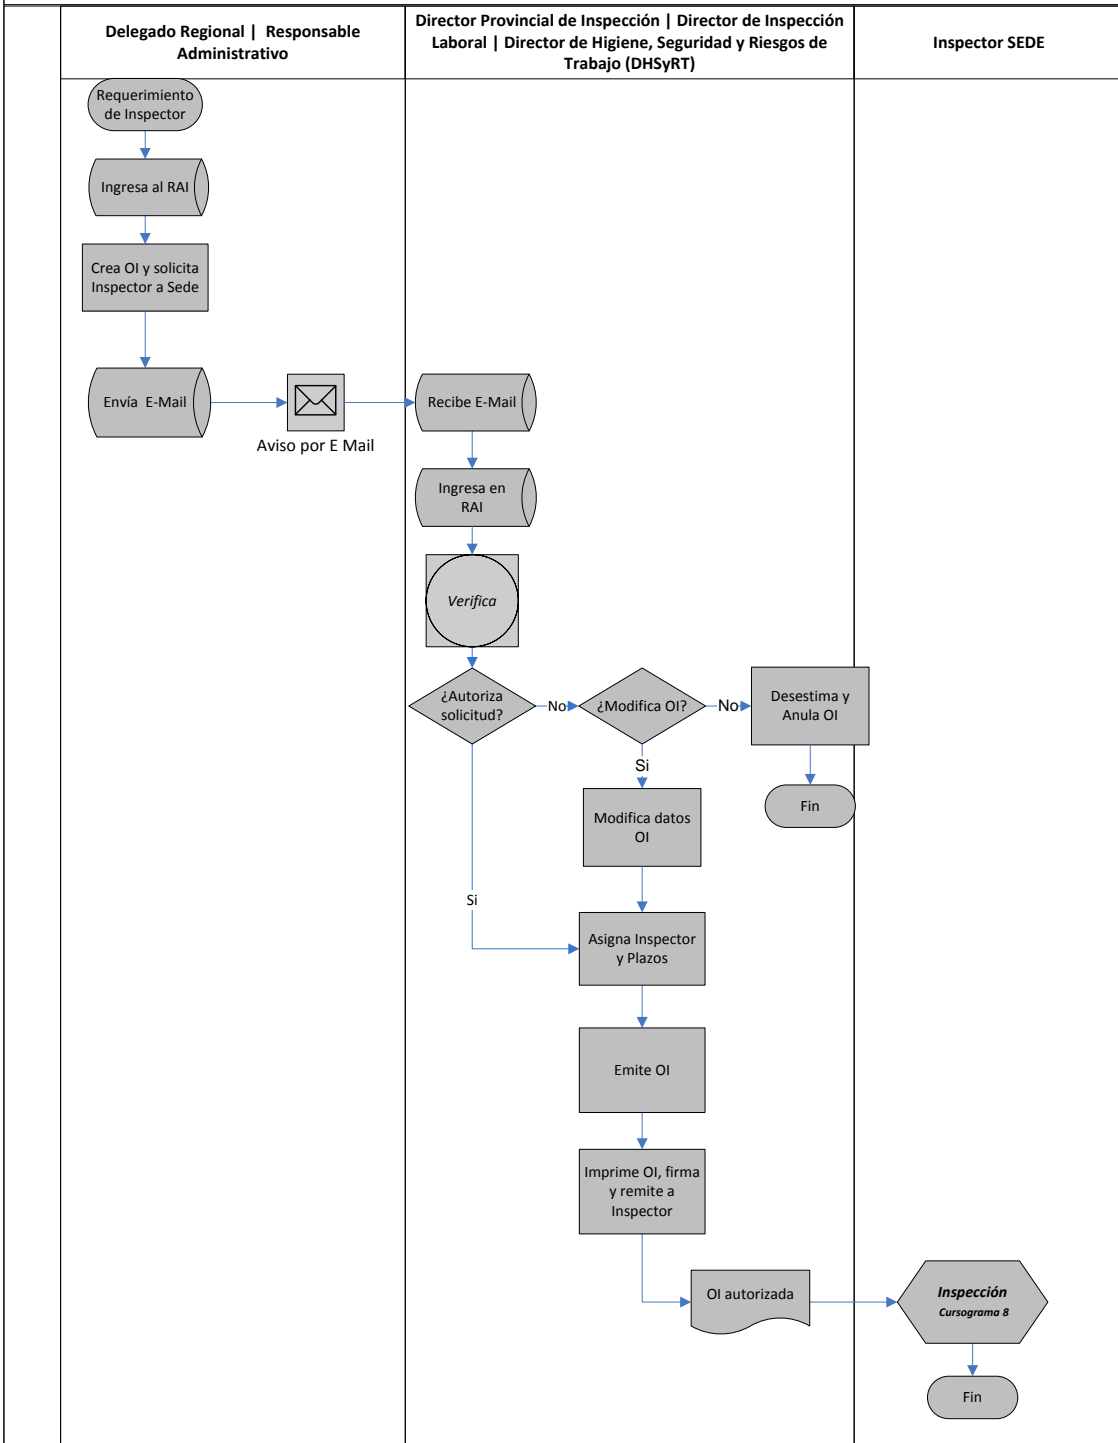 Delegado Regional | Responsable
Administrativo
Director Provincial de Inspección | Director de Inspección
Laboral | Director de Higiene, Seguridad y Riesgos de
Trabajo (DHSyRT)
Inspector SEDE
Requerimiento
de Inspector
Ingresa al RAI
Crea OI y solicita
Inspector a Sede
Envía E-Mail
Aviso por E Mail
Recibe E-Mail
Ingresa en
RAI
Verifica
¿Autoriza
solicitud?
No
¿Modifica OI?
No
Desestima y
Anula OI
Fin
Si
Modifica datos
OI
Si
Asigna Inspector
y Plazos
Emite OI
Imprime OI, firma
y remite a
Inspector
OI autorizada
Inspección
Cursograma 8
Fin